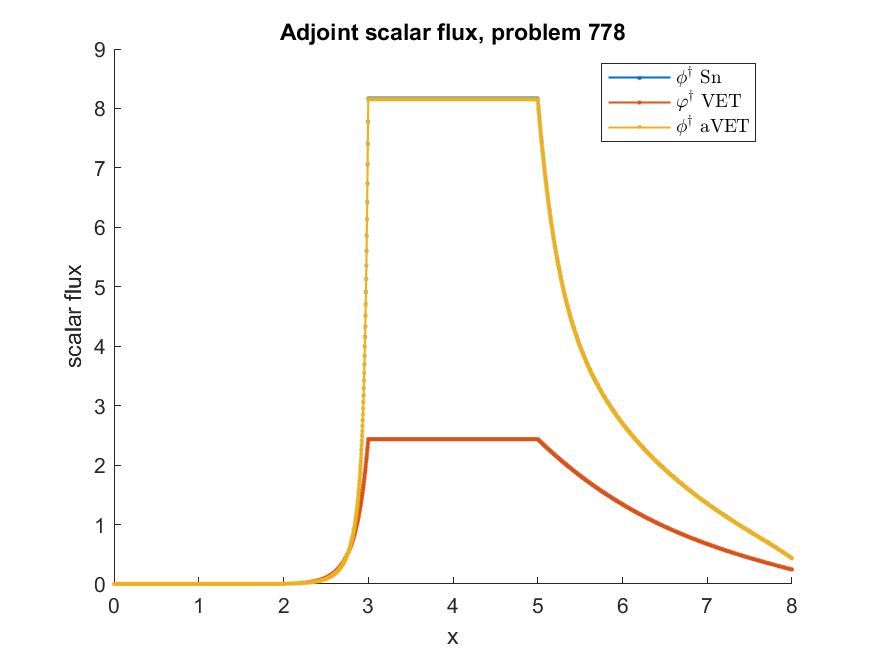 Adjoint scalar flux, problem 778
ϕ† Sn
φ† VET
ϕ† aVET
9
8
7
6
5
4
3
2
1
0
scalar flux
0 1 2 3 4 5 6 7 8
x